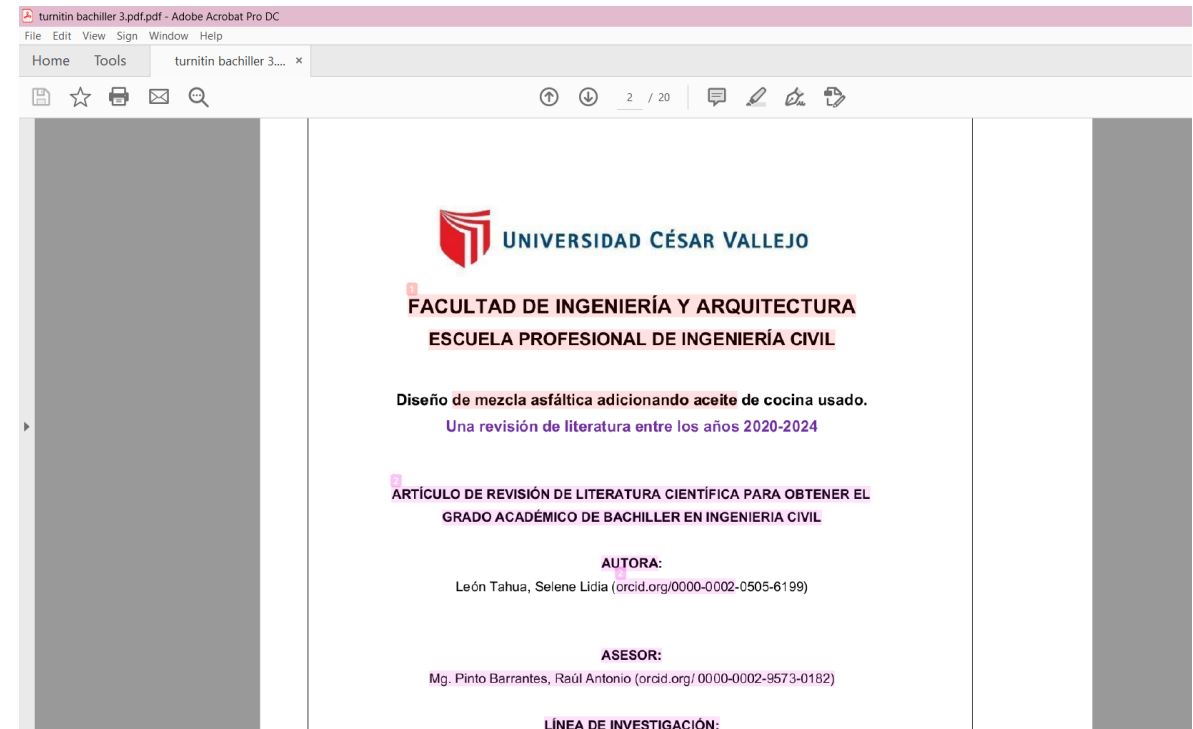 turnitin bachiller 3.pdf.pdf - Adobe Acrobat Pro DC
File Edit View Sign Window Help
Home Tools turnitin bachiller 3.... ×
2 / 20
UNIVERSIDAD CÉSAR VALLEJO
1
FACULTAD DE INGENIERÍA Y ARQUITECTURA
ESCUELA PROFESIONAL DE INGENIERÍA CIVIL
Diseño de mezcla asfáltica adicionando aceite de cocina usado.
Una revisión de literatura entre los años 2020-2024
2
ARTÍCULO DE REVISIÓN DE LITERATURA CIENTÍFICA PARA OBTENER EL
GRADO ACADÉMICO DE BACHILLER EN INGENIERIA CIVIL
AUTORA:
León Tahua, Selene Lidia (orcid.org/0000-0002-0505-6199)
ASESOR:
Mg. Pinto Barrantes, Raúl Antonio (orcid.org/ 0000-0002-9573-0182)
LÍNEA DE INVESTIGACIÓN: